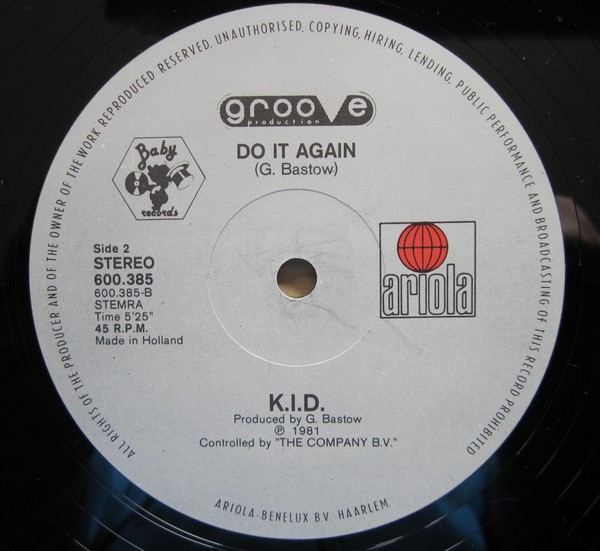 ALL RIGHTS OF THE PRODUCER AND OF THE OWNER OF THE WORK REPRODUCED RESERVED. UNAUTHORISED, COPYING, HIRING, LENDING, PUBLIC PERFORMANCE AND BROADCASTING OF THIS RECORD PROHIBITED
groove
production
DO IT AGAIN
(G. Bastow)
Baby
records
Side 2
STEREO
600.385
600.385-B
STEMRA
Time 5'25"
45 R.P.M.
Made in Holland
ariola
K.I.D.
Produced by G. Bastow
℗ 1981
Controlled by "THE COMPANY B.V."
ARIOLA-BENELUX B.V. HAARLEM